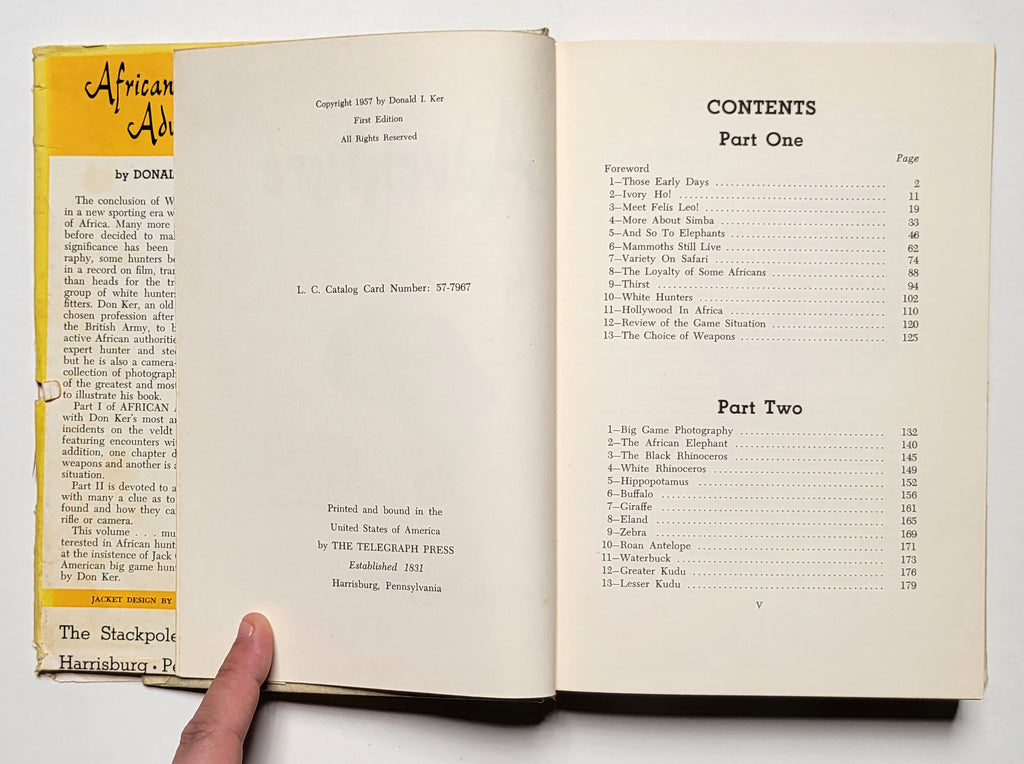 African
Adv
by DONAL
The conclusion of W
in a new sporting era w
of Africa. Many more
before decided to mal
significance has been
raphy, some hunters b
in a record on film, tran
than heads for the tr
group of white hunter
fitters. Don Ker, an old
chosen profession after
the British Army, to b
active African authoriti
expert hunter and ste
but he is also a camera-
collection of photograph
of the greatest and most
to illustrate his book.
Part I of AFRICAN A
with Don Ker's most a
incidents on the veldt
featuring encounters wi
addition, one chapter d
weapons and another is a
situation.
Part II is devoted to a
with many a clue as to
found and how they ca
rifle or camera.
This volume . . . mu
terested in African hunt
at the insistence of Jack
American big game hun
by Don Ker.
JACKET DESIGN BY
The Stackpole
Harrisburg · Pe
Copyright 1957 by Donald I. Ker
First Edition
All Rights Reserved
L. C. Catalog Card Number: 57-7967
Printed and bound in the
United States of America
by THE TELEGRAPH PRESS
Established 1831
Harrisburg, Pennsylvania
CONTENTS
Part One
Page
Foreword
1—Those Early Days 2
2—Ivory Ho! 11
3—Meet Felis Leo! 19
4—More About Simba 33
5—And So To Elephants 46
6—Mammoths Still Live 62
7—Variety On Safari 74
8—The Loyalty of Some Africans 88
9—Thirst 94
10—White Hunters 102
11—Hollywood In Africa 110
12—Review of the Game Situation 120
13—The Choice of Weapons 125
Part Two
1—Big Game Photography 132
2—The African Elephant 140
3—The Black Rhinoceros 145
4—White Rhinoceros 149
5—Hippopotamus 152
6—Buffalo 156
7—Giraffe 161
8—Eland 165
9—Zebra 169
10—Roan Antelope 171
11—Waterbuck 173
12—Greater Kudu 176
13—Lesser Kudu 179
V